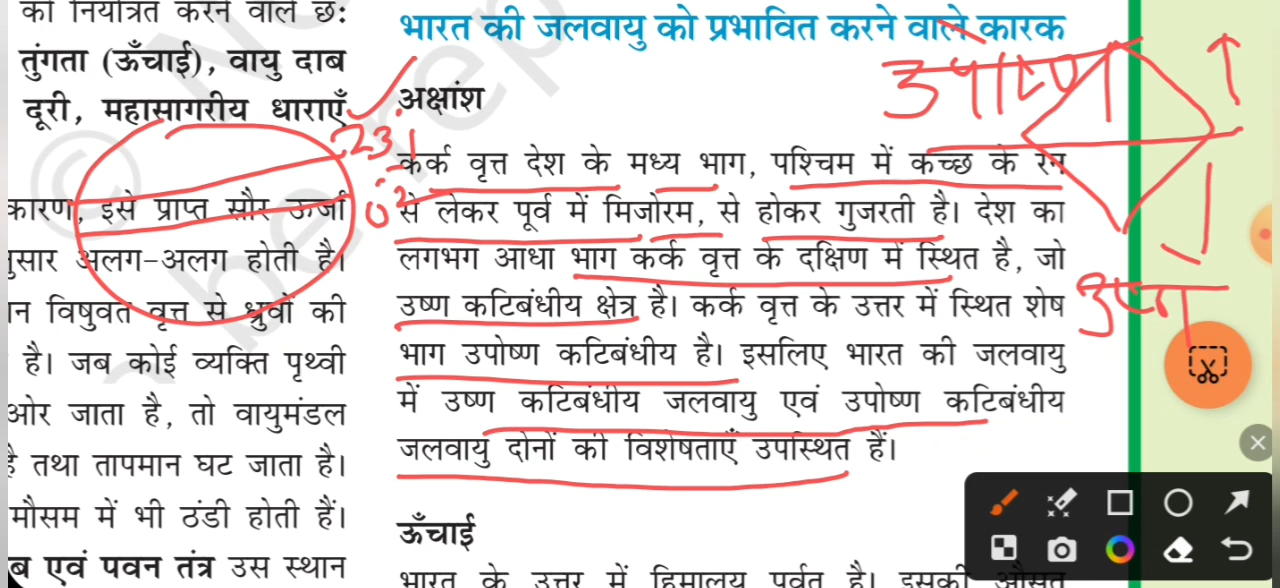 को नियंत्रित करने वाले छ:
तुंगता (ऊँचाई), वायु दाब
दूरी, महासागरीय धाराएँ
कारण, इसे प्राप्त सौर ऊर्जा
नुसार अलग-अलग होती है।
विषुवत वृत्त से ध्रुवों की
है। जब कोई व्यक्ति पृथ्वी
ओर जाता है, तो वायुमंडल
है तथा तापमान घट जाता है।
मौसम में भी ठंडी होती हैं।
एवं पवन तंत्र उस स्थान
भारत की जलवायु को प्रभावित करने वाले कारक
अक्षांश
कर्क वृत्त देश के मध्य भाग, पश्चिम में कच्छ के रन
से लेकर पूर्व में मिजोरम, से होकर गुजरती है। देश का
लगभग आधा भाग कर्क वृत्त के दक्षिण में स्थित है, जो
उष्ण कटिबंधीय क्षेत्र है। कर्क वृत्त के उत्तर में स्थित शेष
भाग उपोष्ण कटिबंधीय है। इसलिए भारत की जलवायु
में उष्ण कटिबंधीय जलवायु एवं उपोष्ण कटिबंधीय
जलवायु दोनों की विशेषताएँ उपस्थित हैं।
ऊँचाई
भारत के उत्तर में हिमालय पर्वत है। इसकी औसत
उपोष्ण
उष्ण